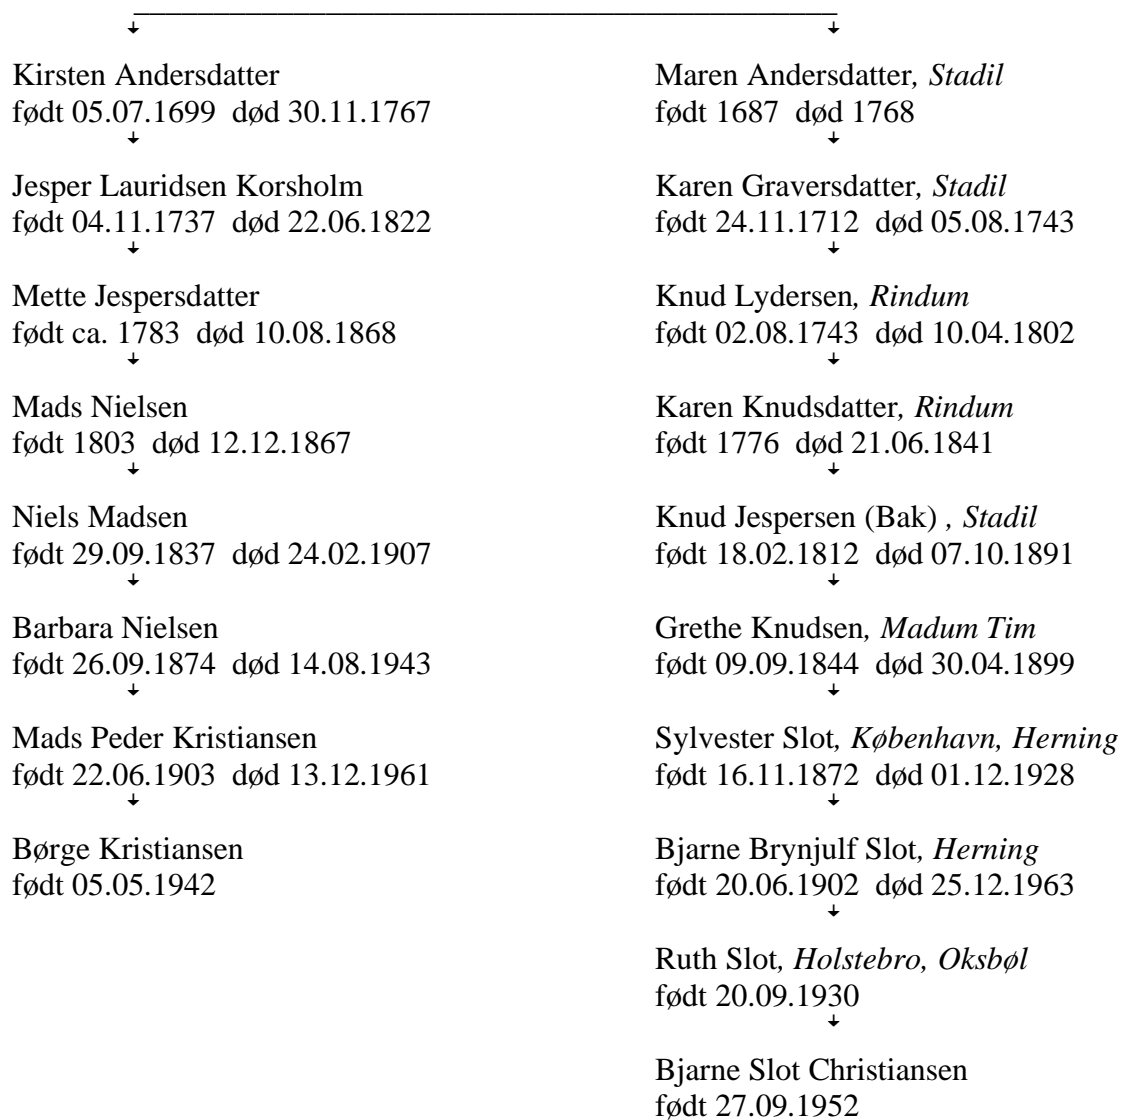 Kirsten Andersdatter
født 05.07.1699 død 30.11.1767
Jesper Lauridsen Korsholm
født 04.11.1737 død 22.06.1822
Mette Jespersdatter
født ca. 1783 død 10.08.1868
Mads Nielsen
født 1803 død 12.12.1867
Niels Madsen
født 29.09.1837 død 24.02.1907
Barbara Nielsen
født 26.09.1874 død 14.08.1943
Mads Peder Kristiansen
født 22.06.1903 død 13.12.1961
Børge Kristiansen
født 05.05.1942
Maren Andersdatter, Stadil
født 1687 død 1768
Karen Graversdatter, Stadil
født 24.11.1712 død 05.08.1743
Knud Lydersen, Rindum
født 02.08.1743 død 10.04.1802
Karen Knudsdatter, Rindum
født 1776 død 21.06.1841
Knud Jespersen (Bak) , Stadil
født 18.02.1812 død 07.10.1891
Grethe Knudsen, Madum Tim
født 09.09.1844 død 30.04.1899
Sylvester Slot, København, Herning
født 16.11.1872 død 01.12.1928
Bjarne Brynjulf Slot, Herning
født 20.06.1902 død 25.12.1963
Ruth Slot, Holstebro, Oksbøl
født 20.09.1930
Bjarne Slot Christiansen
født 27.09.1952